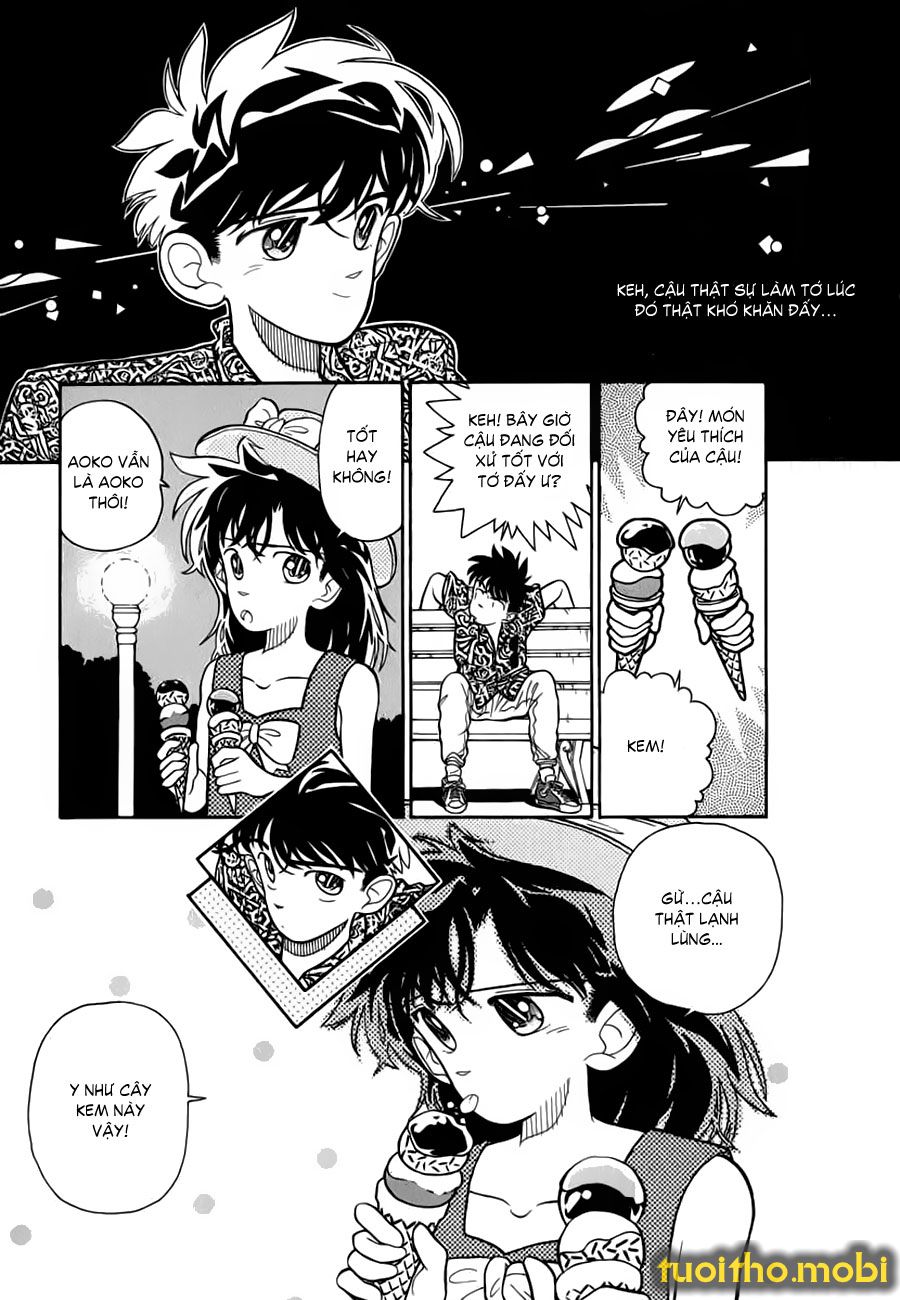 KEH, CẬU THẬT SỰ LÀM TỚ LÚC
ĐÓ THẬT KHÓ KHĂN ĐẤY...
ĐÂY! MÓN
YÊU THÍCH
CỦA CẬU!
KEM!
KEH! BÂY GIỜ
CẬU ĐANG ĐỐI
XỨ TỐT VỚI
TỚ ĐẤY Ư?
TỐT
HAY
KHÔNG!
AOKO VẪN
LÀ AOKO
THÔI!
GỪ...CẬU
THẬT LẠNH
LÙNG...
Y NHƯ CÂY
KEM NÀY
VẬY!
tuoitho.mobi